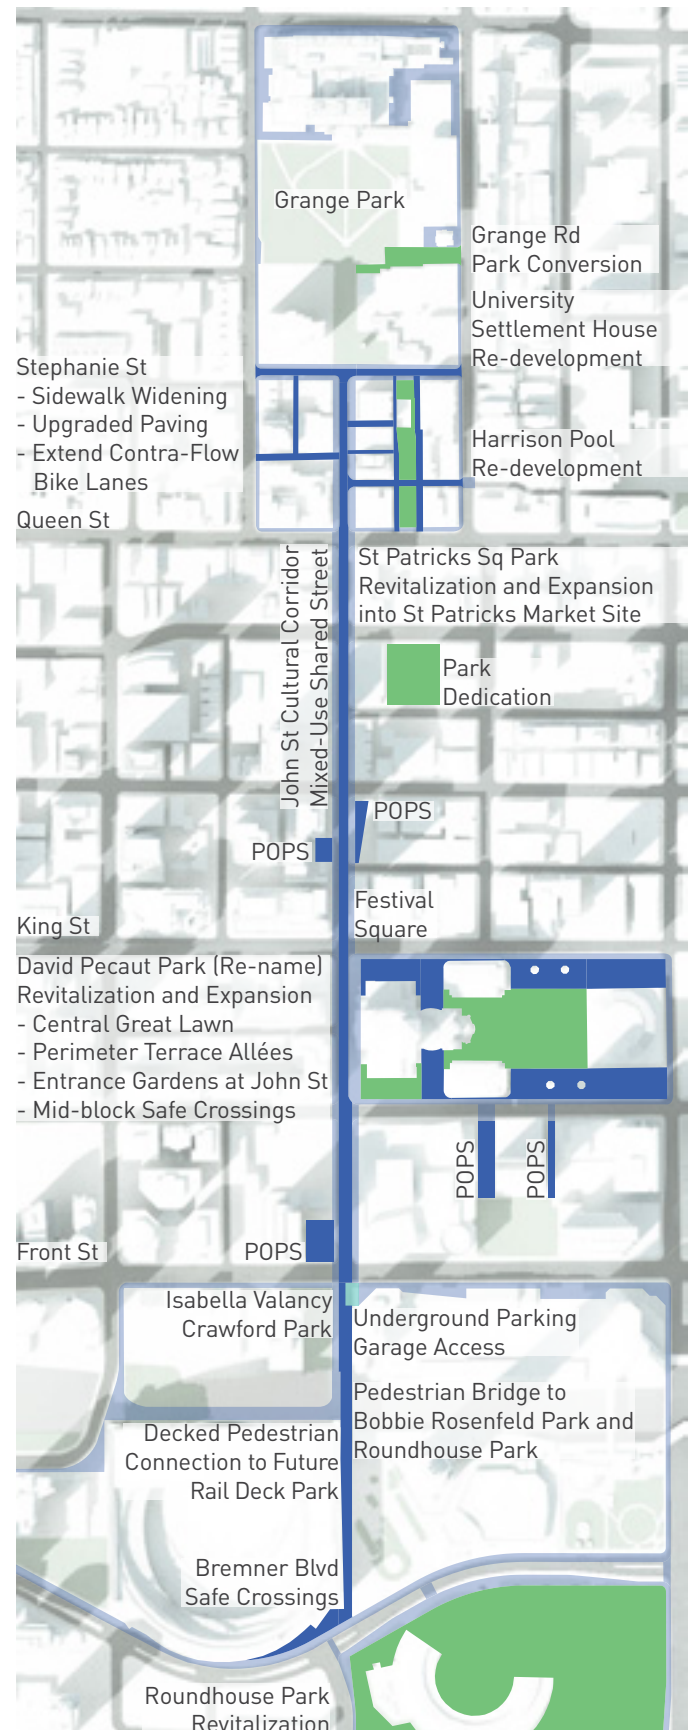 Grange Park
Grange Rd
Park Conversion
University
Settlement House
Re-development
Stephanie St
- Sidewalk Widening
- Upgraded Paving
- Extend Contra-Flow
Bike Lanes
Harrison Pool
Re-development
Queen St
John St Cultural Corridor
Mixed-Use Shared Street
St Patricks Sq Park
Revitalization and Expansion
into St Patricks Market Site
Park
Dedication
POPS
POPS
Festival
Square
King St
David Pecaut Park (Re-name)
Revitalization and Expansion
- Central Great Lawn
- Perimeter Terrace Allées
- Entrance Gardens at John St
- Mid-block Safe Crossings
POPS
POPS
Front St
POPS
Isabella Valancy
Crawford Park
Underground Parking
Garage Access
Pedestrian Bridge to
Bobbie Rosenfeld Park and
Roundhouse Park
Decked Pedestrian
Connection to Future
Rail Deck Park
Bremner Blvd
Safe Crossings
Roundhouse Park
Revitalization